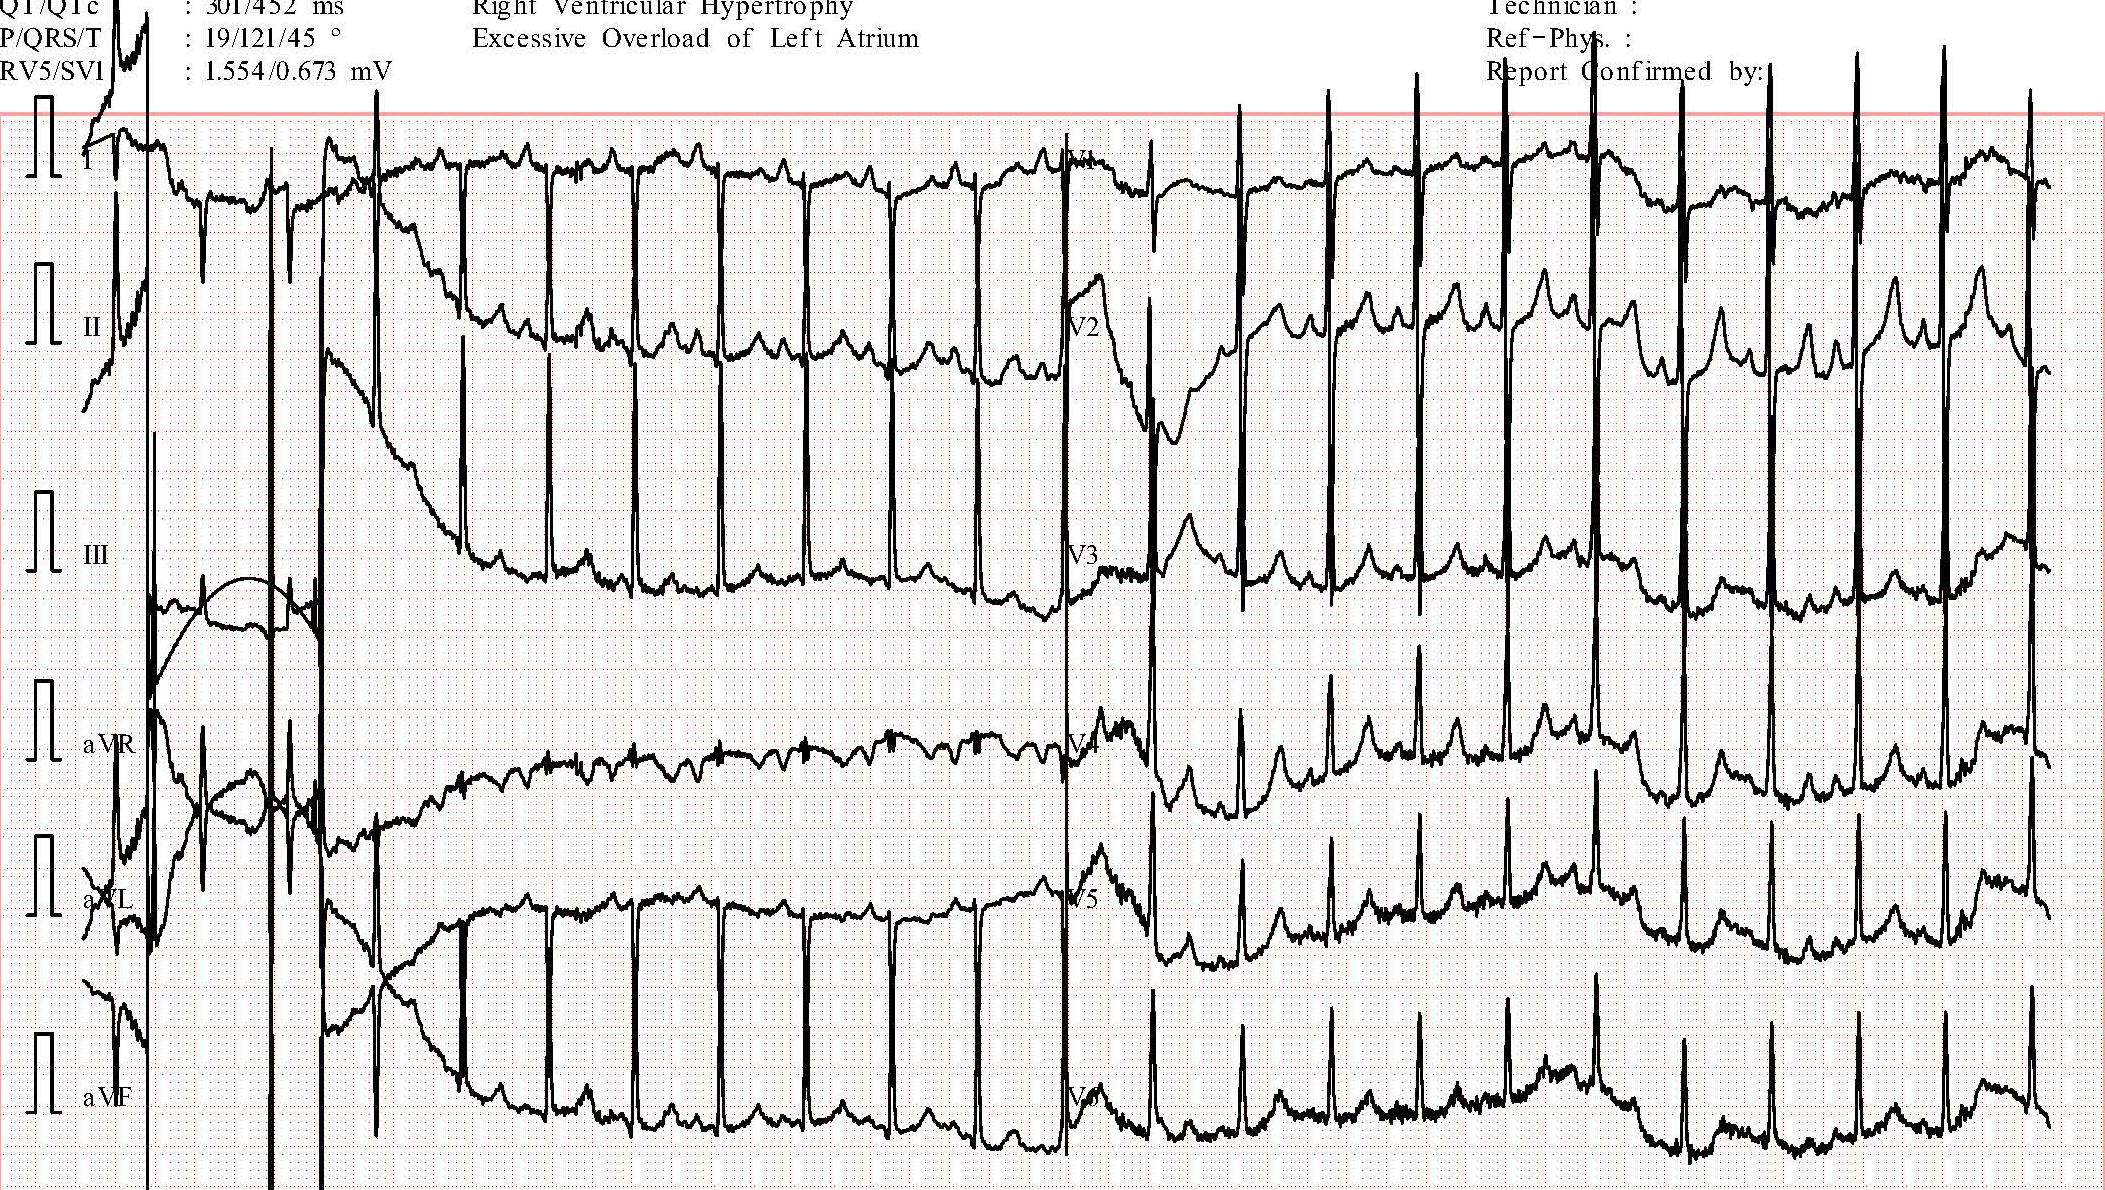 QT/QTc : 301/452 ms
P/QRS/T : 19/121/45 °
RV5/SV1 : 1.554/0.673 mV
Right Ventricular Hypertrophy
Excessive Overload of Left Atrium
Technician :
Ref-Phys. :
Report Confirmed by:
I
II
III
aVR
aVL
aVF
V1
V2
V3
V4
V5
V6